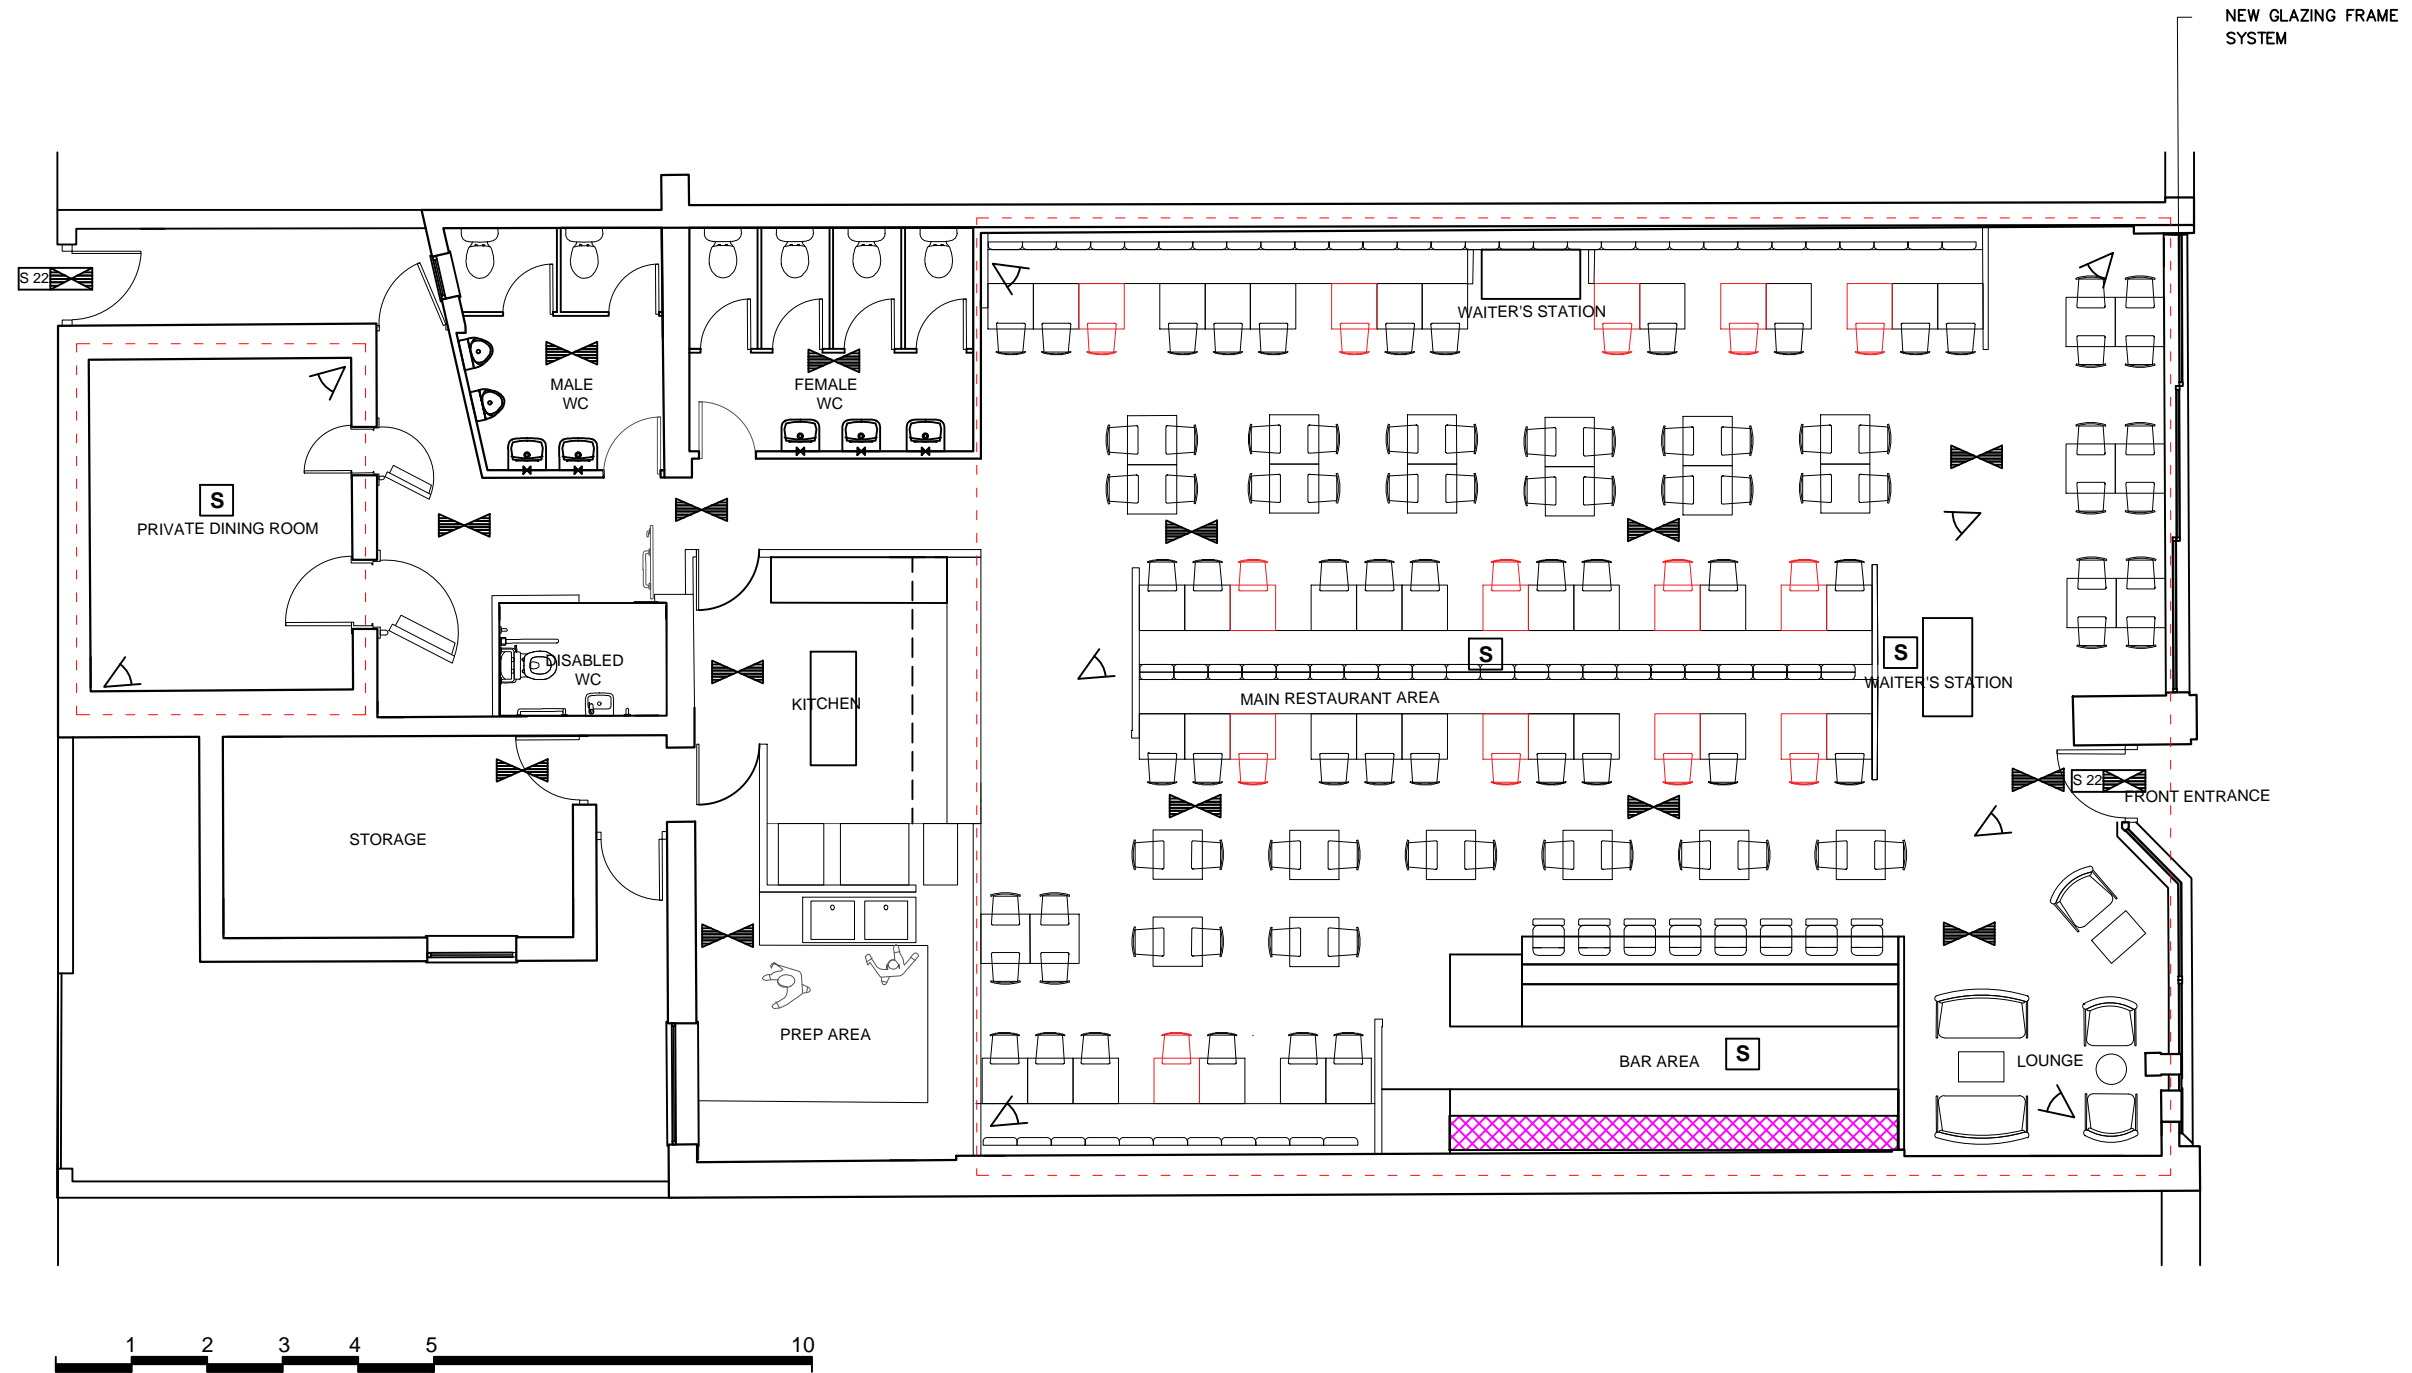 NEW GLAZING FRAME
SYSTEM
S 22
WAITER'S STATION
MALE
WC
FEMALE
WC
S
PRIVATE DINING ROOM
DISABLED
WC
KITCHEN
S
MAIN RESTAURANT AREA
S
WAITER'S STATION
S 22
FRONT ENTRANCE
STORAGE
PREP AREA
BAR AREA
S
LOUNGE
1 2 3 4 5 10